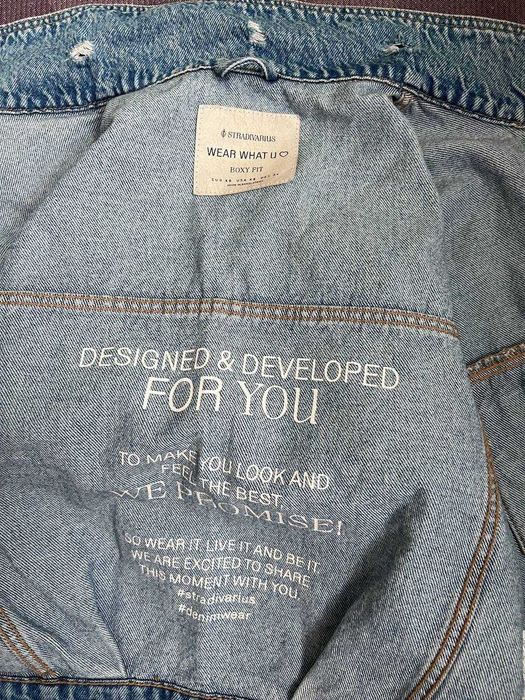 STRADIVARIUS
WEAR WHAT U ♡
BOXY FIT
DESIGNED & DEVELOPED
FOR YOU
TO MAKE YOU LOOK AND
FEEL THE BEST
WE PROMISE!
SO WEAR IT, LIVE IT AND BE IT
WE ARE EXCITED TO SHARE
THIS MOMENT WITH YOU.
#stradivarius
#denimwear